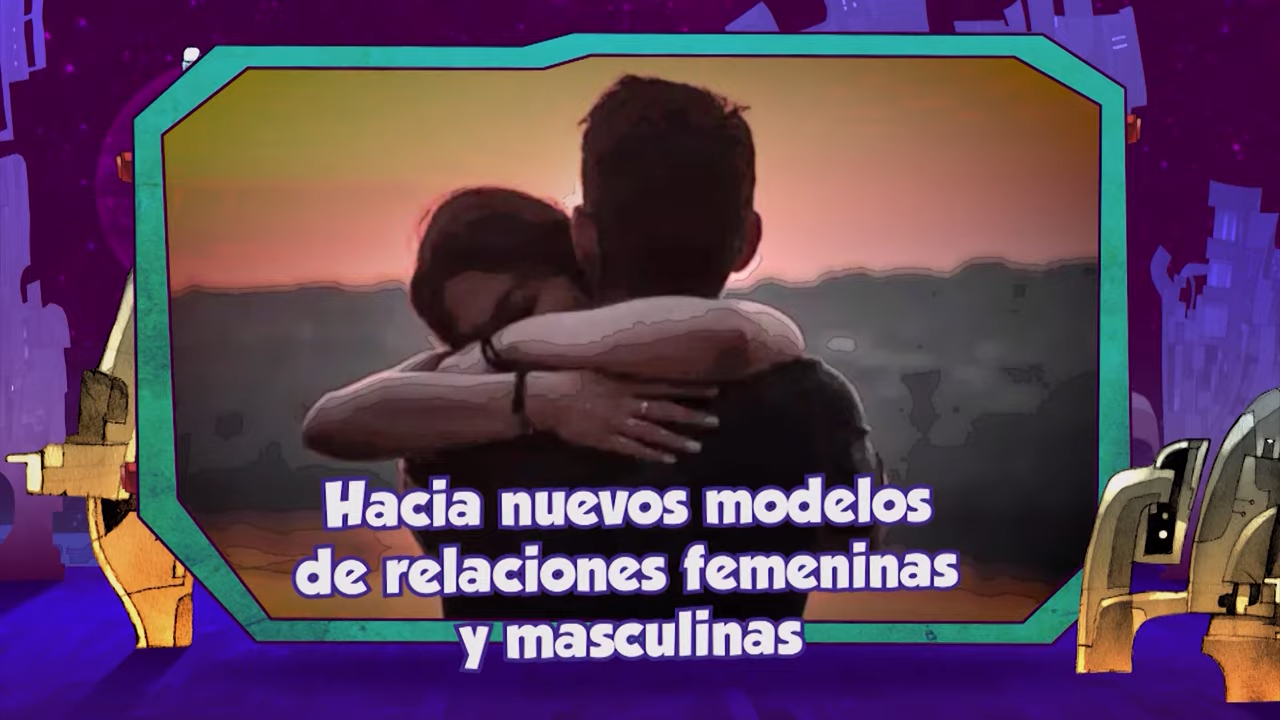 Hacia nuevos modelos
de relaciones femeninas
y masculinas